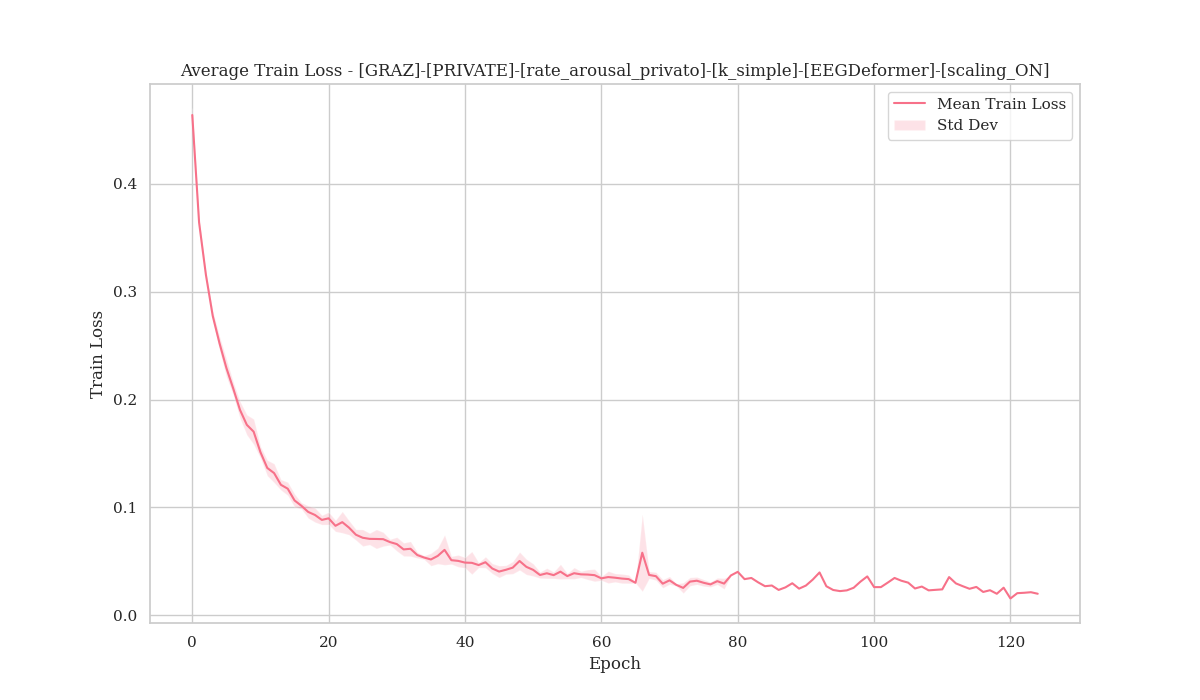 Average Train Loss - [GRAZ]-[PRIVATE]-[rate_arousal_privato]-[k_simple]-[EEGDeformer]-[scaling_ON]
Mean Train Loss
Std Dev
0.4
0.3
0.2
0.1
0.0
Train Loss
0 20 40 60 80 100 120
Epoch